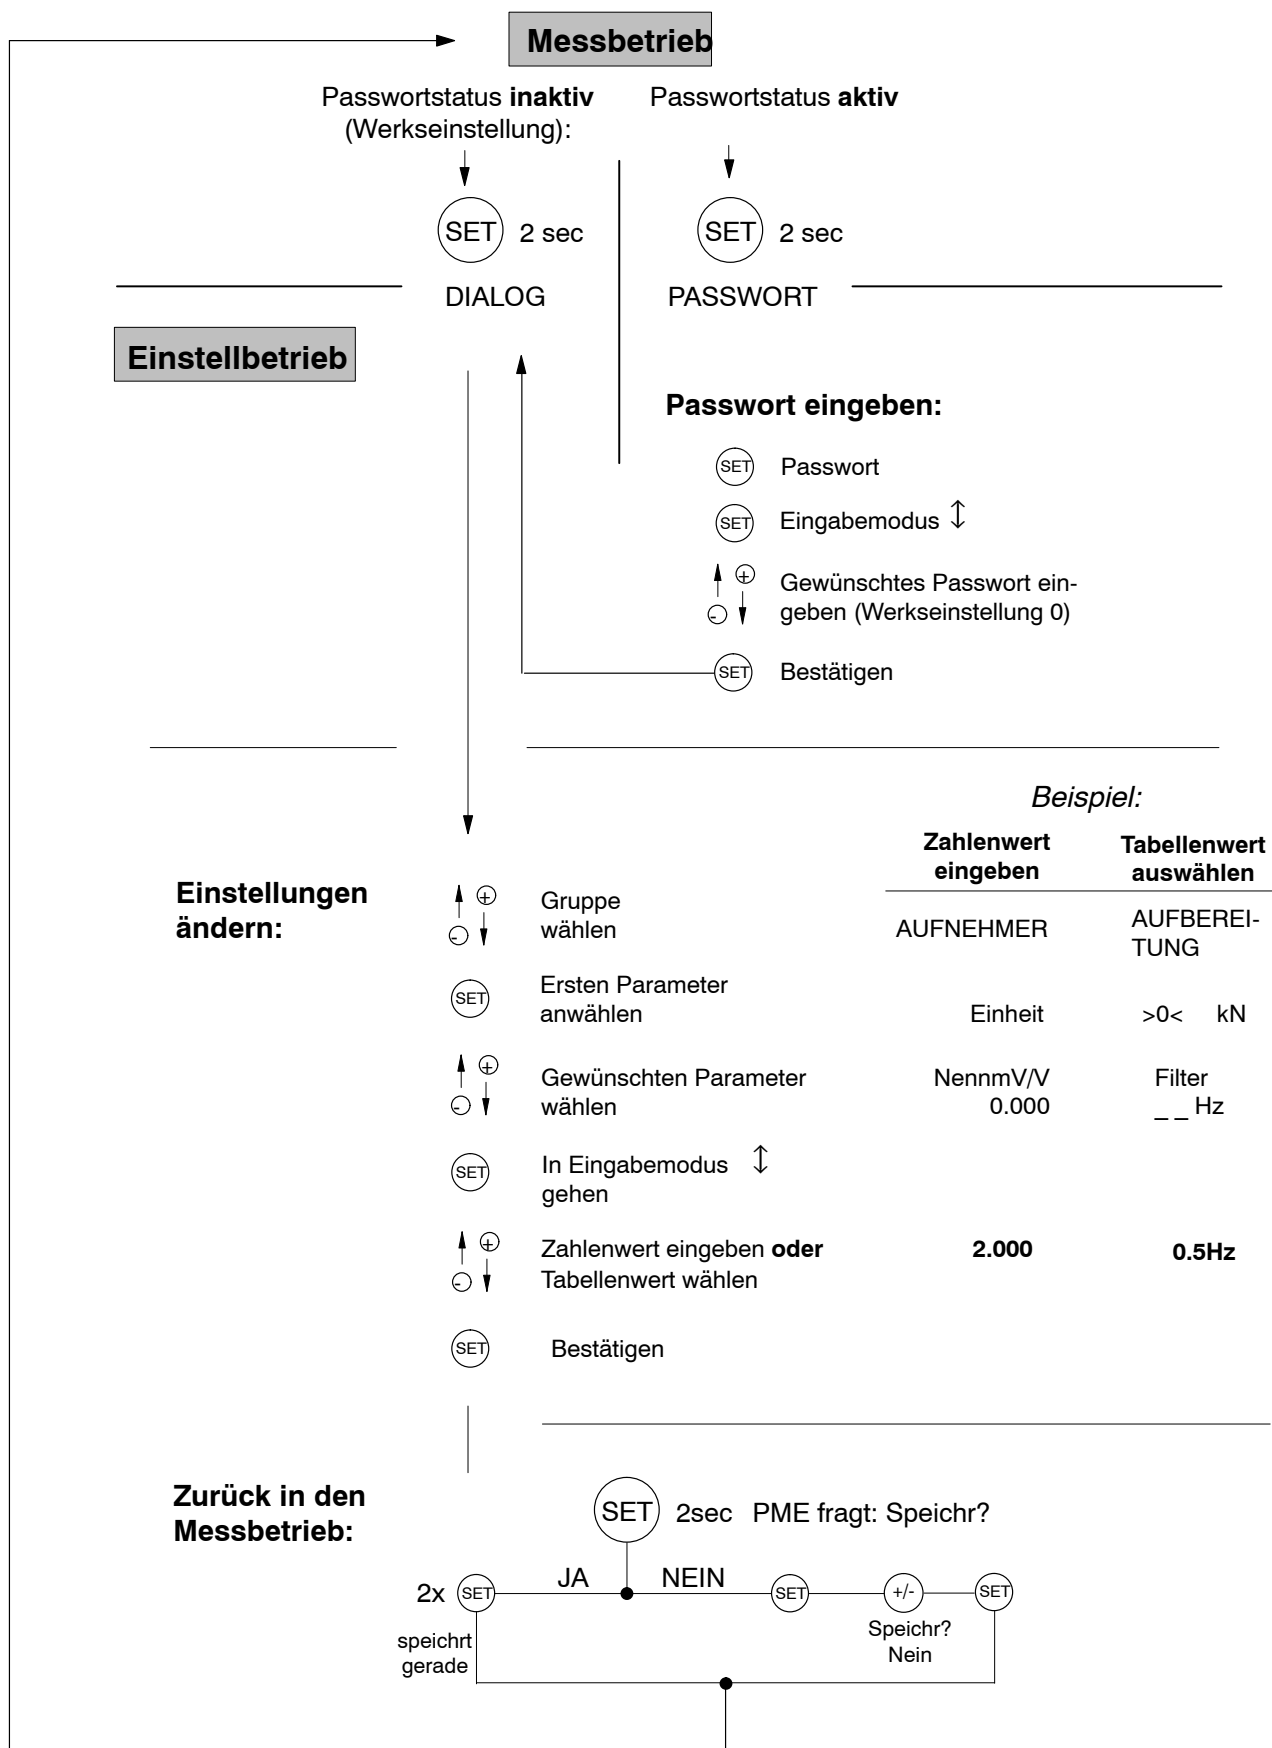 Messbetrieb
Passwortstatus inaktiv
(Werkseinstellung):
Passwortstatus aktiv
SET 2 sec
SET 2 sec
DIALOG
PASSWORT
Einstellbetrieb
Passwort eingeben:
SET Passwort
SET Eingabemodus ↕
+
-
Gewünschtes Passwort ein-
geben (Werkseinstellung 0)
SET Bestätigen
Beispiel:
Zahlenwert
eingeben
Tabellenwert
auswählen
Einstellungen
ändern:
+
-
Gruppe
wählen
AUFNEHMER
AUFBEREI-
TUNG
SET
Ersten Parameter
anwählen
Einheit
>0< kN
+
-
Gewünschten Parameter
wählen
NennmV/V
0.000
Filter
_ _ Hz
SET
In Eingabemodus ↕
gehen
+
-
Zahlenwert eingeben oder
Tabellenwert wählen
2.000
0.5Hz
SET Bestätigen
Zurück in den
Messbetrieb:
SET 2sec PME fragt: Speichr?
JA
NEIN
2x SET
SET
+/-
SET
speichrt
gerade
Speichr?
Nein